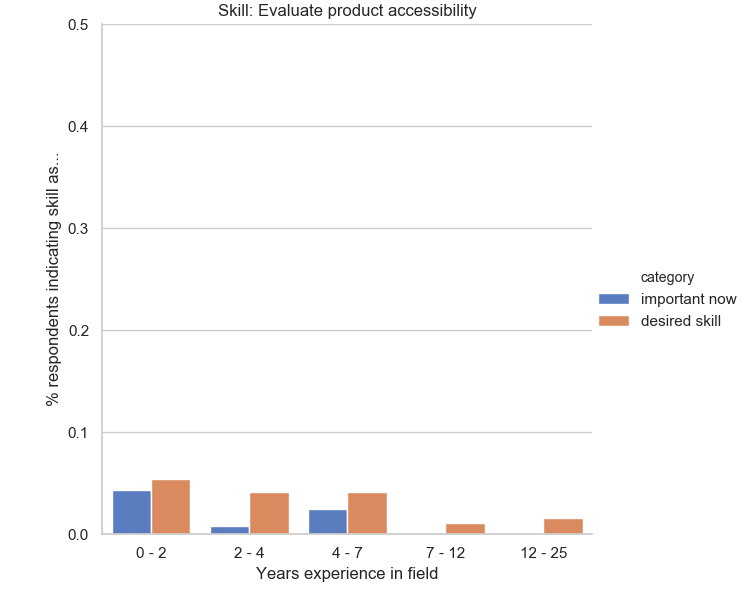 Skill: Evaluate product accessibility
0.5
0.4
0.3
0.2
0.1
0.0
% respondents indicating skill as...
0 - 2
2 - 4
4 - 7
7 - 12
12 - 25
Years experience in field
category
important now
desired skill